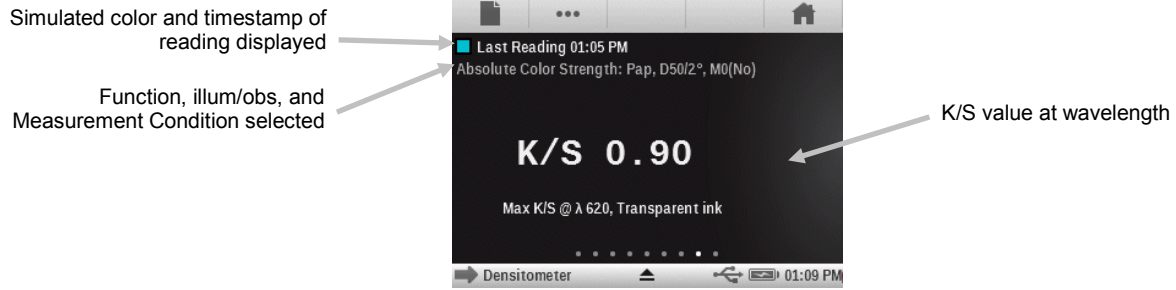 Simulated color and timestamp of
reading displayed
Function, illum/obs, and
Measurement Condition selected
Last Reading 01:05 PM
Absolute Color Strength: Pap, D50/2°, M0(No)
K/S 0.90
Max K/S @ λ 620, Transparent ink
Densitometer
01:09 PM
K/S value at wavelength